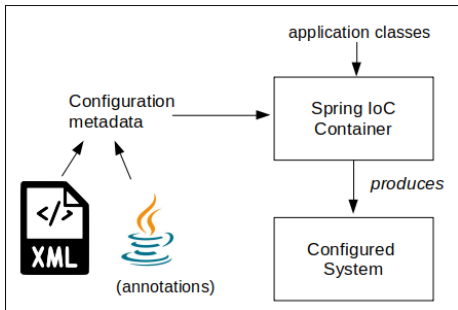 application classes
Configuration
metadata
Spring IoC
Container
produces
</>
XML
(annotations)
Configured
System